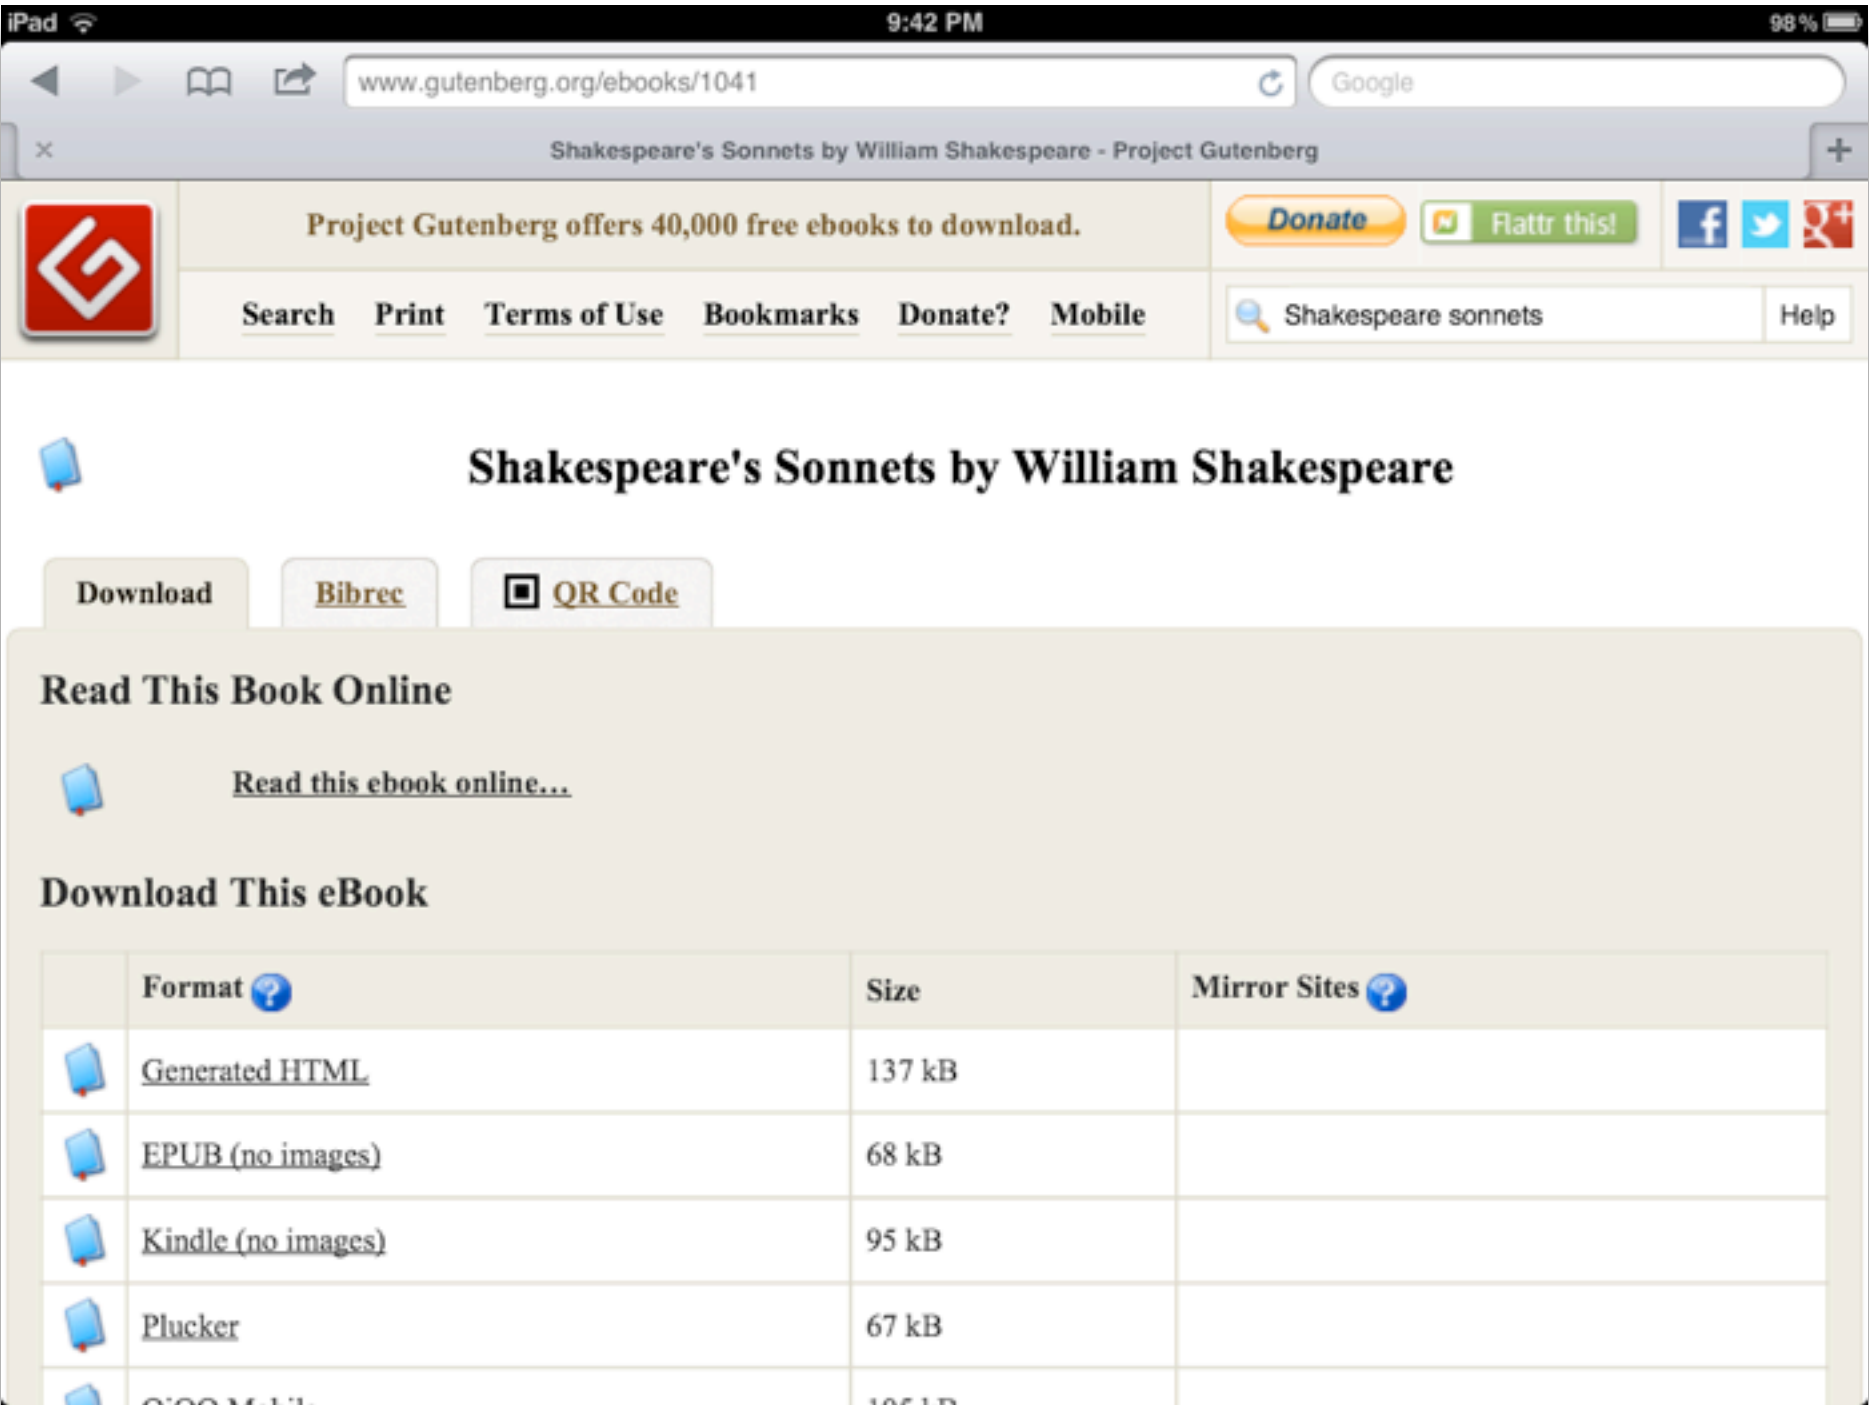 iPad 9:42 PM 98%
www.gutenberg.org/ebooks/1041 Google
Shakespeare's Sonnets by William Shakespeare - Project Gutenberg
Project Gutenberg offers 40,000 free ebooks to download. Donate Flattr this!
Search Print Terms of Use Bookmarks Donate? Mobile Shakespeare sonnets Help
Shakespeare's Sonnets by William Shakespeare
Download Bibrec QR Code
Read This Book Online
Read this ebook online...
Download This eBook
Format ? Size Mirror Sites ?
Generated HTML 137 kB
EPUB (no images) 68 kB
Kindle (no images) 95 kB
Plucker 67 kB